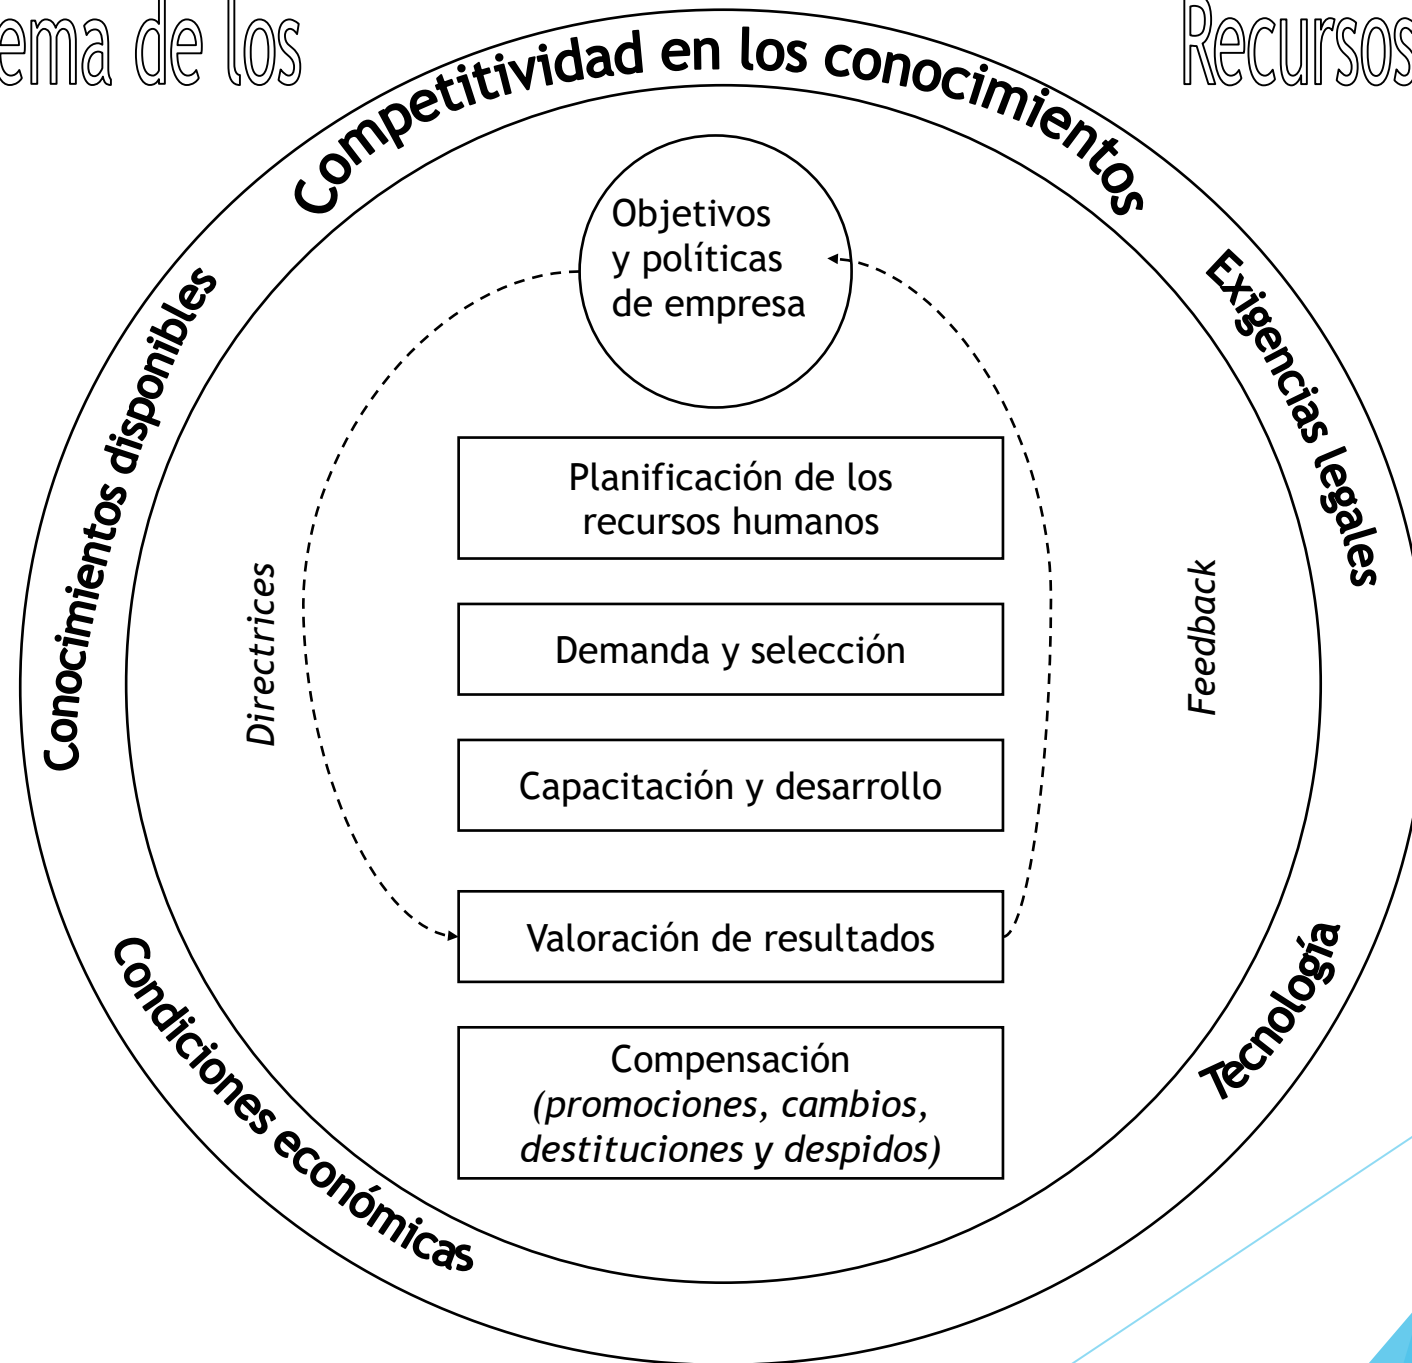 ema de los
Recursos
Competitividad en los conocimientos
Conocimientos disponibles
Exigencias legales
Objetivos
y políticas
de empresa
Planificación de los
recursos humanos
Directrices
Feedback
Demanda y selección
Capacitación y desarrollo
Valoración de resultados
Compensación
(promociones, cambios,
destituciones y despidos)
Condiciones económicas
Tecnología